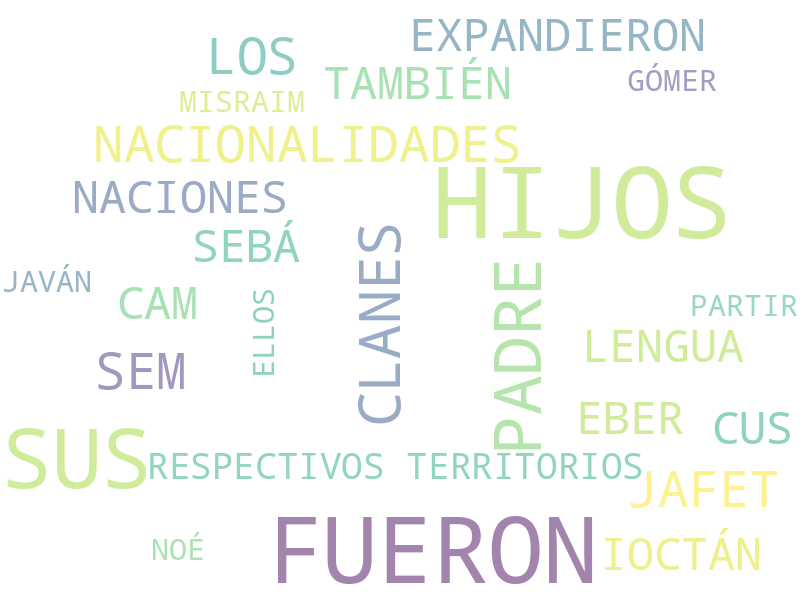 EXPANDIERON
LOS
TAMBIÉN
GÓMER
MISRAIM
NACIONALIDADES
HIJOS
NACIONES
SEBÁ
CLANES
JAVÁN
CAM
ELLOS
PADRE
PARTIR
LENGUA
SEM
EBER
CUS
SUS
RESPECTIVOS TERRITORIOS
JAFET
FUERON
NOÉ
IOCTÁN